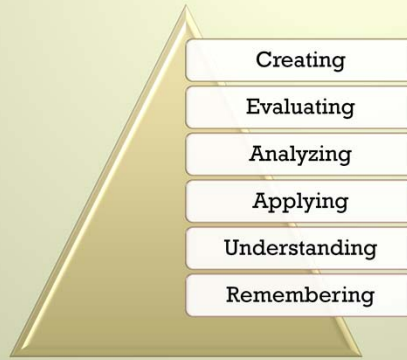 Creating
Evaluating
Analyzing
Applying
Understanding
Remembering